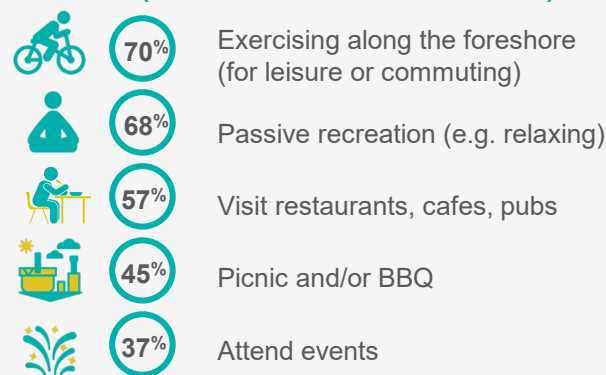 70%
Exercising along the foreshore
(for leisure or commuting)
68%
Passive recreation (e.g. relaxing)
57%
Visit restaurants, cafes, pubs
45%
Picnic and/or BBQ
37%
Attend events